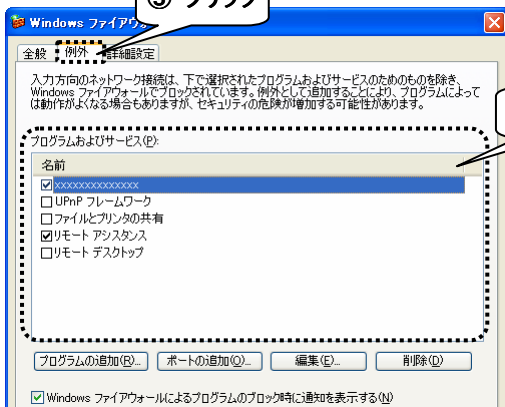 クリック
Windows ファイア
全般
例外
詳細設定
入力方向のネットワーク接続は、下で選択されたプログラムおよびサービスのためのものを除き、
Windows ファイアウォールでブロックされています。例外として追加することにより、プログラムによって
は動作がよくなる場合もありますが、セキュリティの危険が増加する可能性があります。
プログラムおよびサービス(P):
名前
xxxxxxxxxxxxxx
UPnP フレームワーク
ファイルとプリンタの共有
リモート アシスタンス
リモート デスクトップ
プログラムの追加(R)...
ポートの追加(O)...
編集(E)...
削除(D)
Windows ファイアウォールによるプログラムのブロック時に通知を表示する(N)